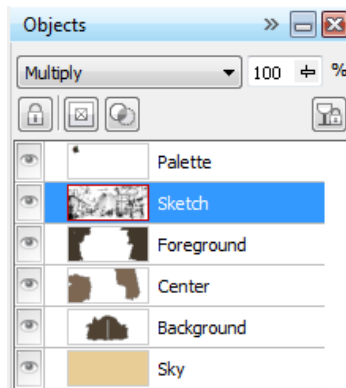 Objects
Multiply 100 %
Palette
Sketch
Foreground
Center
Background
Sky